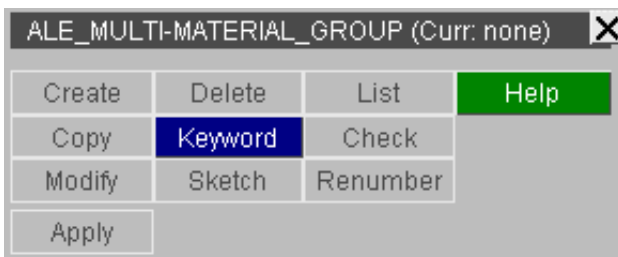 ALE_MULTI-MATERIAL_GROUP (Curr: none) X
Create Delete List Help
Copy Keyword Check
Modify Sketch Renumber
Apply